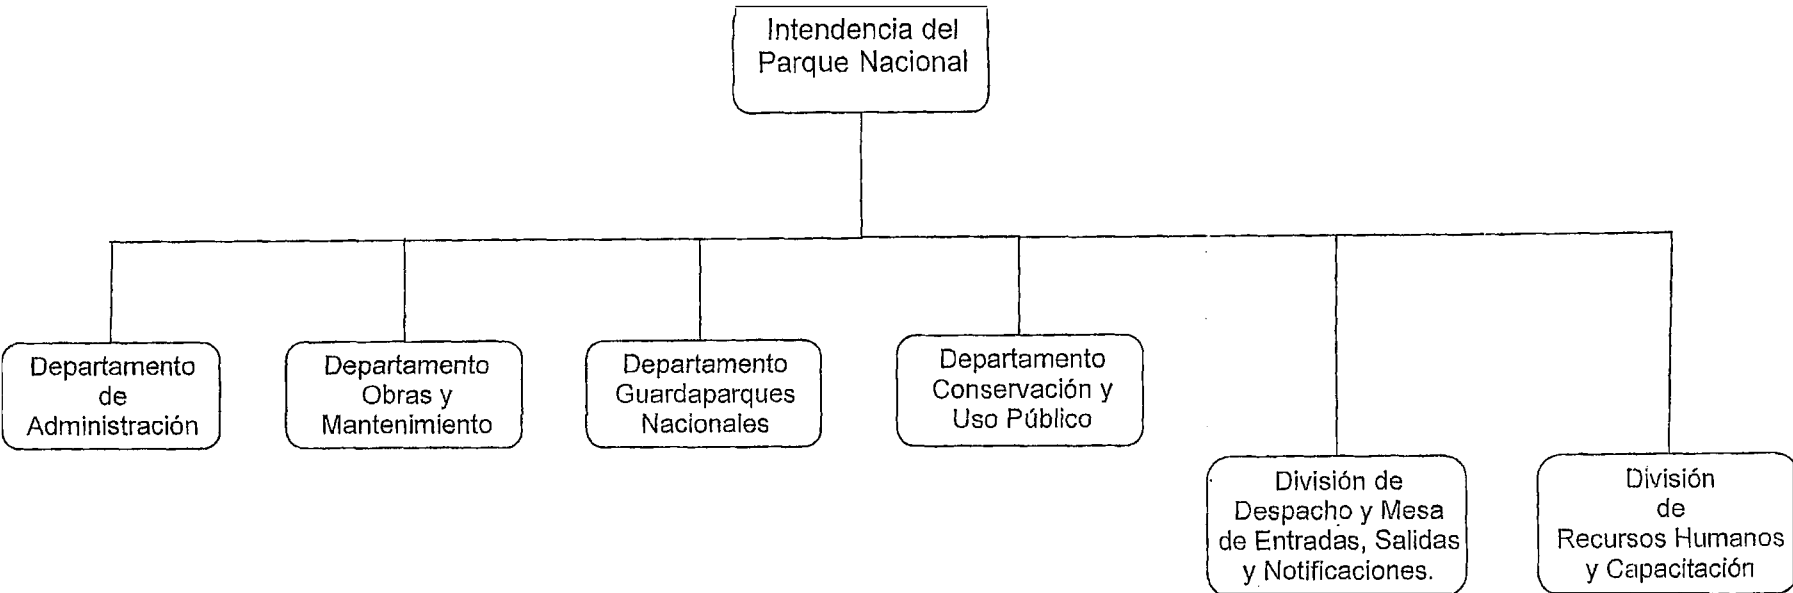 Intendencia del
Parque Nacional
Departamento
de
Administración
Departamento
Obras y
Mantenimiento
Departamento
Guardaparques
Nacionales
Departamento
Conservación y
Uso Público
División de
Despacho y Mesa
de Entradas, Salidas
y Notificaciones.
División
de
Recursos Humanos
y Capacitación